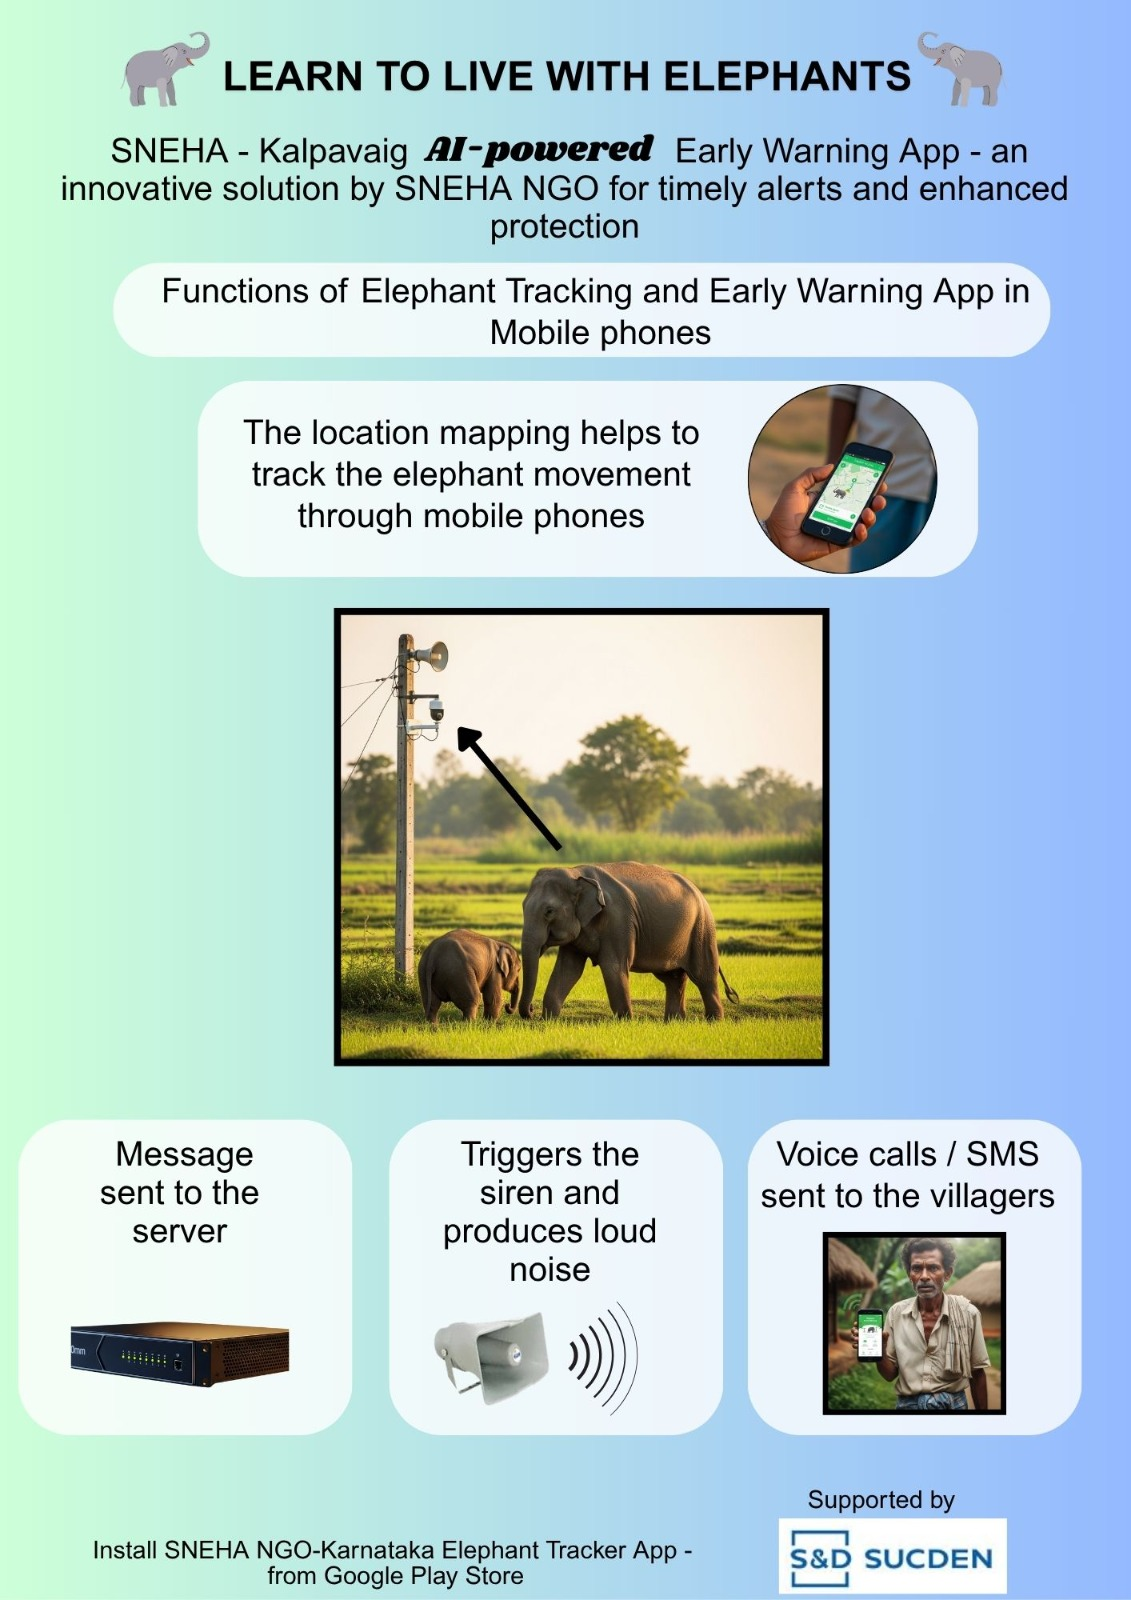 LEARN TO LIVE WITH ELEPHANTS
SNEHA - Kalpavaig AI-powered Early Warning App - an
innovative solution by SNEHA NGO for timely alerts and enhanced
protection
Functions of Elephant Tracking and Early Warning App in
Mobile phones
The location mapping helps to
track the elephant movement
through mobile phones
Message
sent to the
server
Triggers the
siren and
produces loud
noise
Voice calls / SMS
sent to the villagers
0mm
Supported by
S&D SUCDEN
Install SNEHA NGO-Karnataka Elephant Tracker App -
from Google Play Store